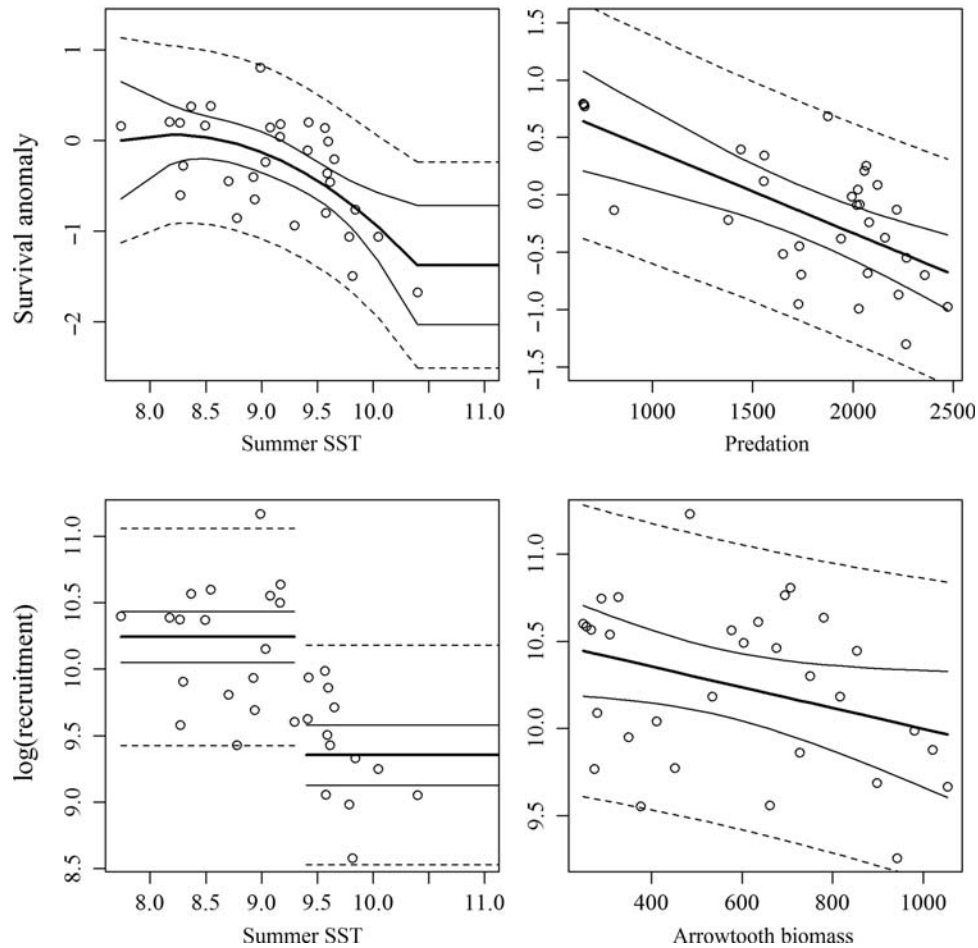 Survival anomaly
1
0
−1
−2
8.0 8.5 9.0 9.5 10.0 11.0
Summer SST
1.5
1.0
0.5
0.0
−0.5
−1.0
−1.5
1000 1500 2000 2500
Predation
log(recruitment)
11.0
10.5
10.0
9.5
9.0
8.5
8.0 8.5 9.0 9.5 10.0 11.0
Summer SST
11.0
10.5
10.0
9.5
400 600 800 1000
Arrowtooth biomass